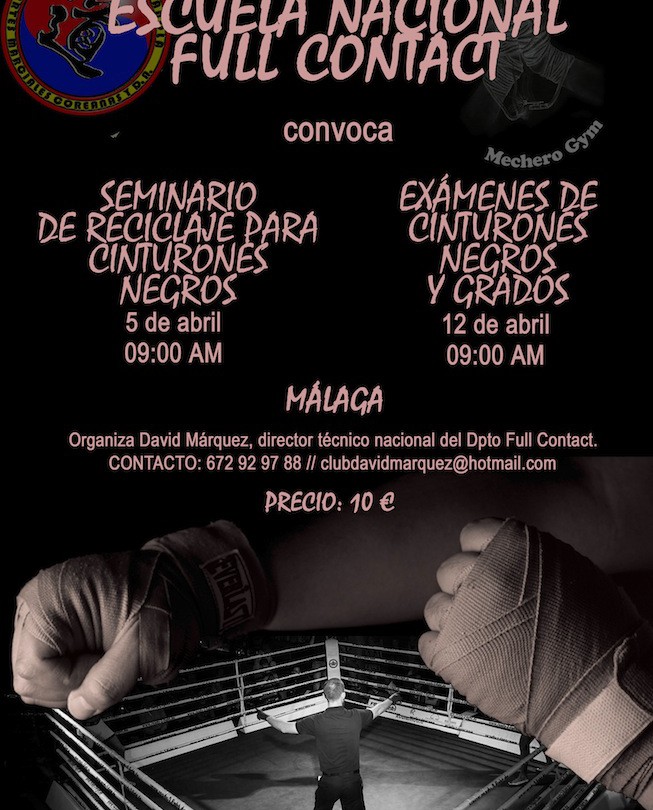 ESCUELA NACIONAL
FULL CONTACT
MARCIALES COREANAS Y D.A.
convoca
Mechero Gym
SEMINARIO
DE RECICLAJE PARA
CINTURONES
NEGROS
5 de abril
09:00 AM
EXÁMENES DE
CINTURONES
NEGROS
Y GRADOS
12 de abril
09:00 AM
MÁLAGA
Organiza David Márquez, director técnico nacional del Dpto Full Contact.
CONTACTO: 672 92 97 88 // clubdavidmarquez@hotmail.com
PRECIO: 10 €